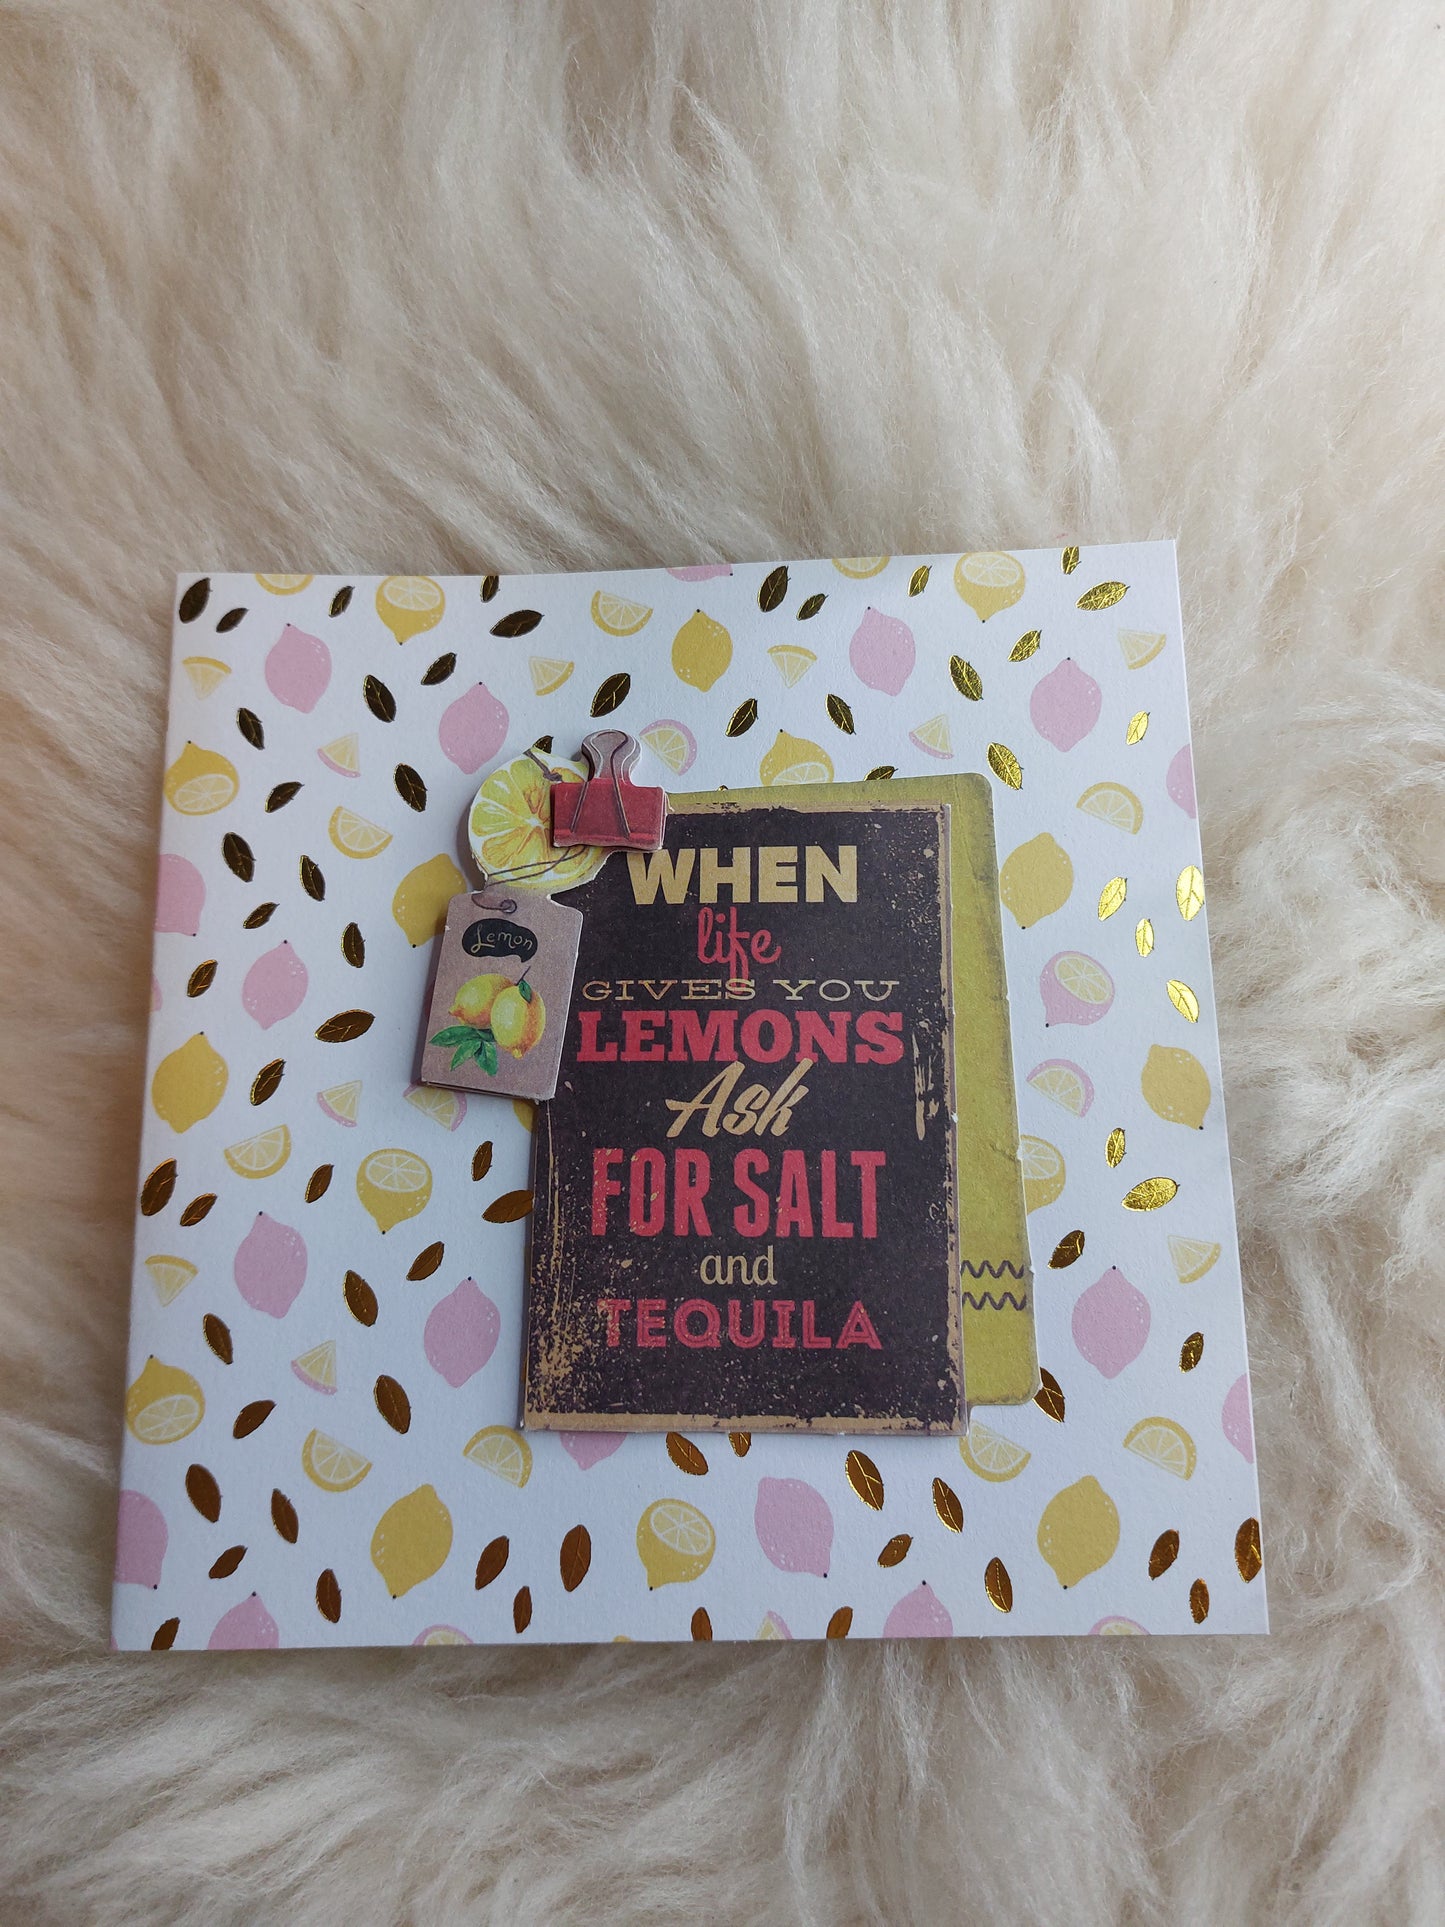 Lemon
WHEN
life
GIVES YOU
LEMONS
Ask
FOR SALT
and
TEQUILA